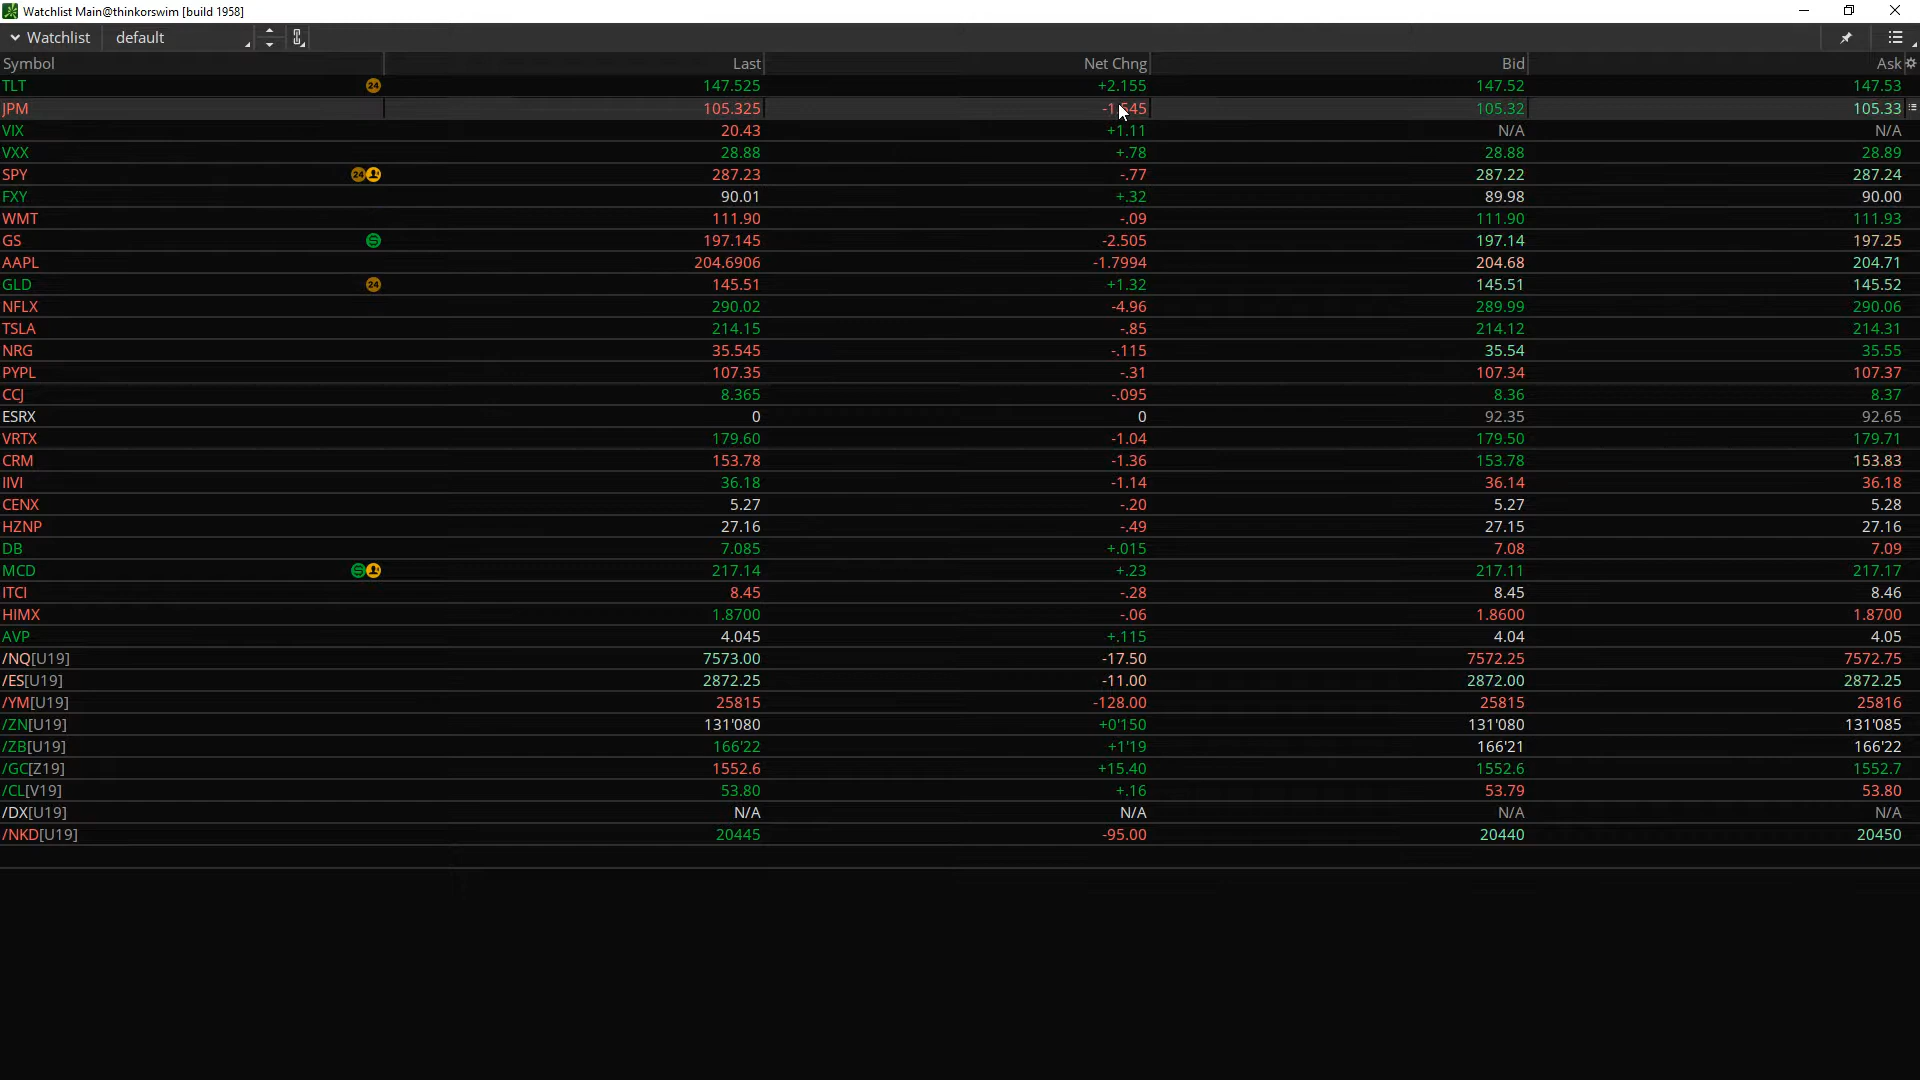 Watchlist Main@thinkorswim [build 1958]
Watchlist default
Symbol Last Net Chng Bid Ask
TLT 24 147.525 +2.155 147.52 147.53
JPM 105.325 105.32 105.33
VIX 20.43 +1.11 N/A N/A
VXX 28.88 +.78 28.88 28.89
SPY 24 287.23 -.77 287.22 287.24
FXY 90.01 +.32 89.98 90.00
WMT 111.90 -.09 111.90 111.93
GS S 197.145 -2.505 197.14 197.25
AAPL 204.6906 -1.7994 204.68 204.71
GLD 24 145.51 +1.32 145.51 145.52
NFLX 290.02 -4.96 289.99 290.06
TSLA 214.15 -.85 214.12 214.31
NRG 35.545 -.115 35.54 35.55
PYPL 107.35 -.31 107.34 107.37
CCJ 8.365 -.095 8.36 8.37
ESRX 0 0 92.35 92.65
VRTX 179.60 -1.04 179.50 179.71
CRM 153.78 -1.36 153.78 153.83
IIVI 36.18 -1.14 36.14 36.18
CENX 5.27 -.20 5.27 5.28
HZNP 27.16 -.49 27.15 27.16
DB 7.085 +.015 7.08 7.09
MCD S 217.14 +.23 217.11 217.17
ITCI 8.45 -.28 8.45 8.46
HIMX 1.8700 -.06 1.8600 1.8700
AVP 4.045 +.115 4.04 4.05
/NQ[U19] 7573.00 -17.50 7572.25 7572.75
/ES[U19] 2872.25 -11.00 2872.00 2872.25
/YM[U19] 25815 -128.00 25815 25816
/ZN[U19] 131'080 +0'150 131'080 131'085
/ZB[U19] 166'22 +1'19 166'21 166'22
/GC[Z19] 1552.6 +15.40 1552.6 1552.7
/CL[V19] 53.80 +.16 53.79 53.80
/DX[U19] N/A N/A N/A N/A
/NKD[U19] 20445 -95.00 20440 20450